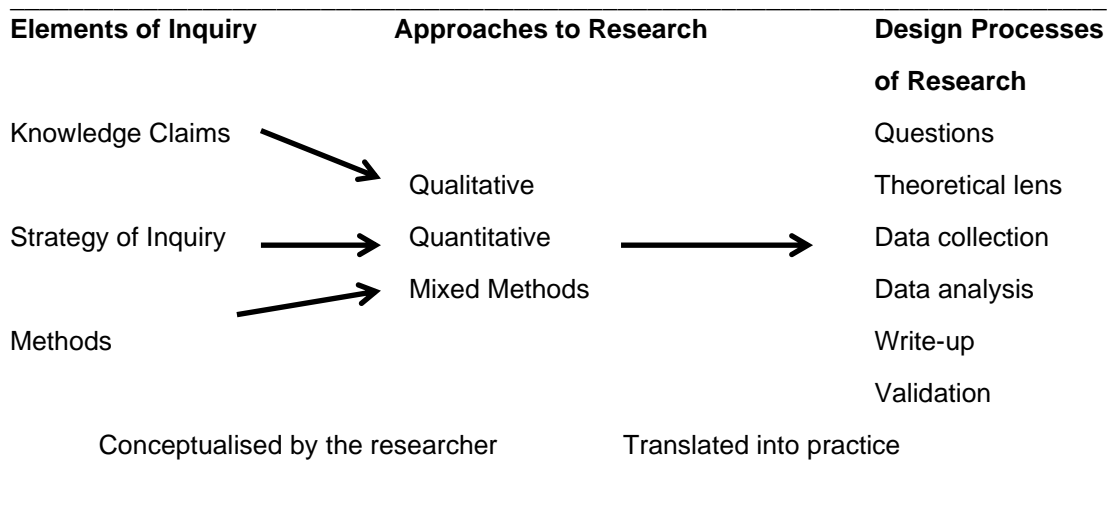 Elements of Inquiry Approaches to Research Design Processes
of Research
Knowledge Claims Questions
Qualitative Theoretical lens
Strategy of Inquiry Quantitative Data collection
Mixed Methods Data analysis
Methods Write-up
Validation
Conceptualised by the researcher Translated into practice